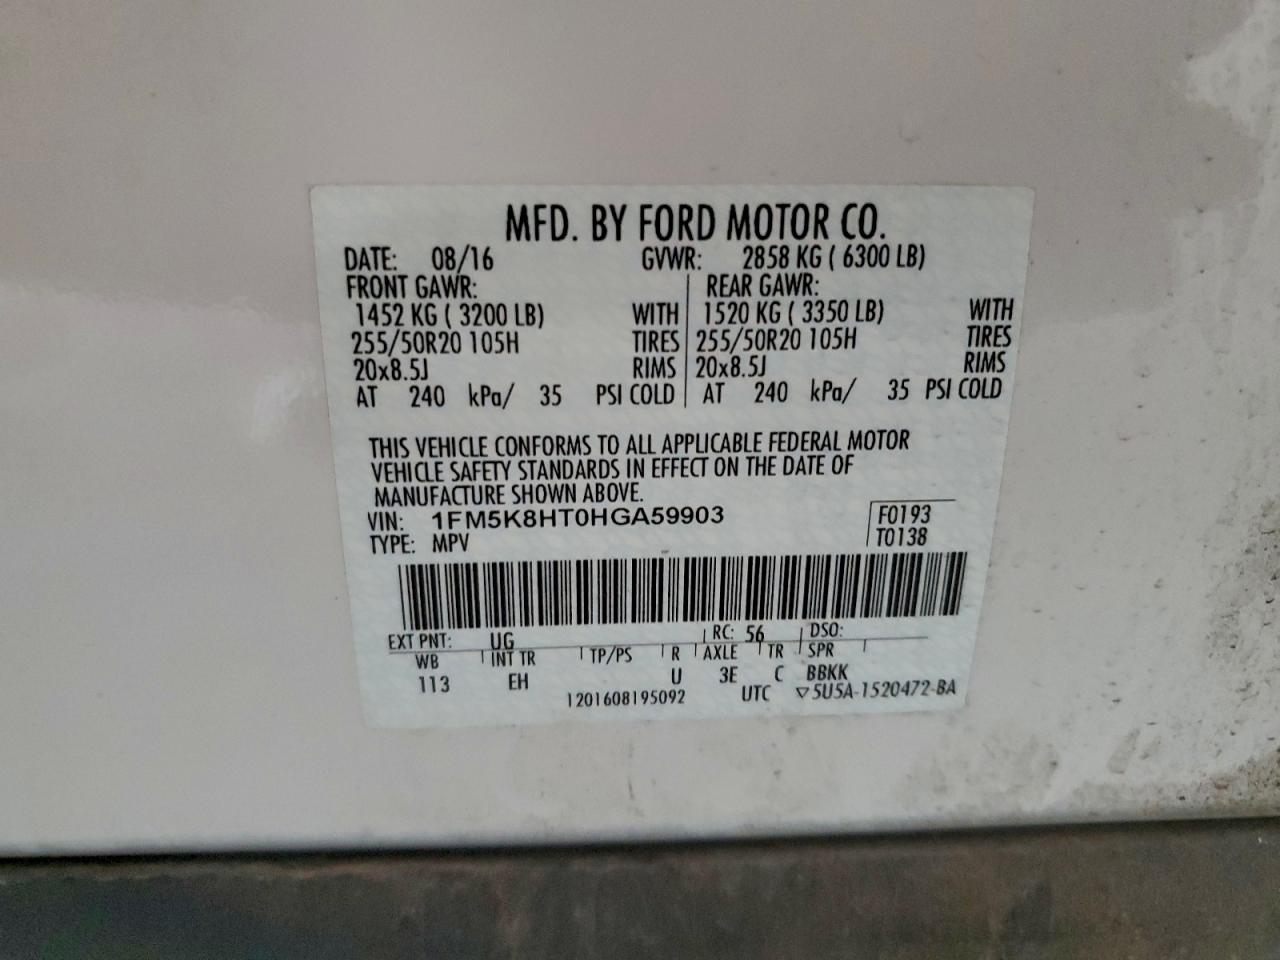 MFD. BY FORD MOTOR CO.
DATE: 08/16 GVWR: 2858 KG ( 6300 LB)
FRONT GAWR: REAR GAWR:
1452 KG ( 3200 LB) WITH 1520 KG ( 3350 LB) WITH
255/50R20 105H TIRES 255/50R20 105H TIRES
20x8.5J RIMS 20x8.5J RIMS
AT 240 kPa/ 35 PSI COLD AT 240 kPa/ 35 PSI COLD
THIS VEHICLE CONFORMS TO ALL APPLICABLE FEDERAL MOTOR
VEHICLE SAFETY STANDARDS IN EFFECT ON THE DATE OF
MANUFACTURE SHOWN ABOVE.
VIN: 1FM5K8HT0HGA59903 F0193
TYPE: MPV T0138
EXT PNT: UG RC: 56 DSO:
WB INT TR TP/PS R AXLE TR SPR
113 EH U 3E C BBKK
1201608195092 UTC ▽5U5A-1520472-BA